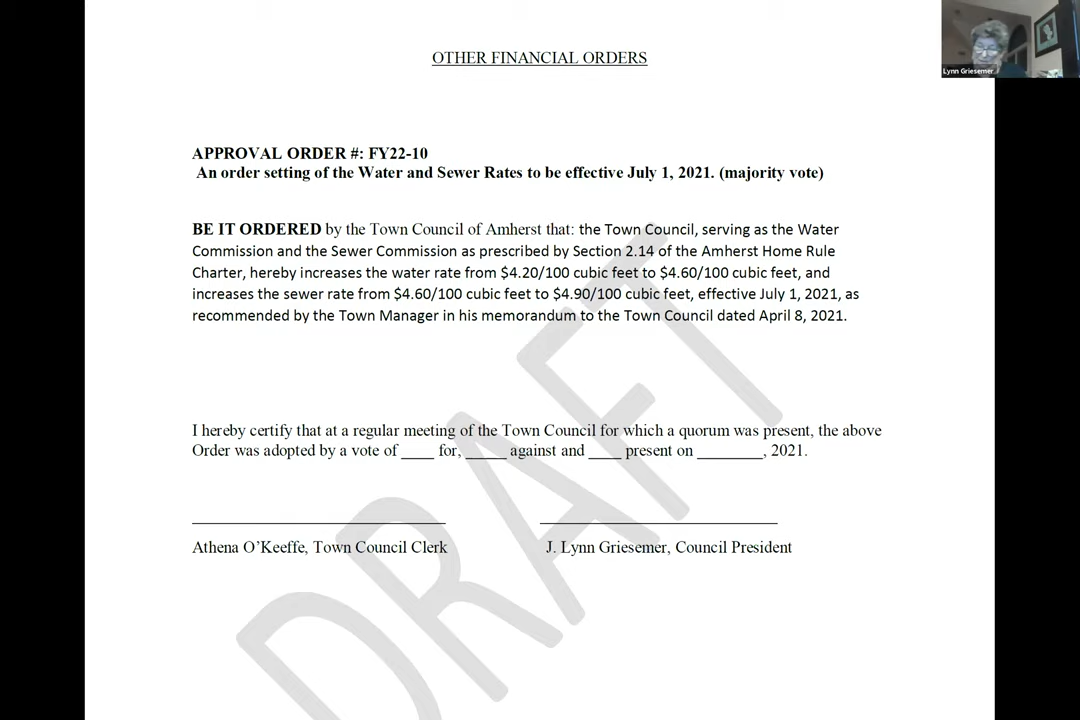 OTHER FINANCIAL ORDERS
Lynn Griesemer
APPROVAL ORDER #: FY22-10
An order setting of the Water and Sewer Rates to be effective July 1, 2021. (majority vote)
BE IT ORDERED by the Town Council of Amherst that: the Town Council, serving as the Water
Commission and the Sewer Commission as prescribed by Section 2.14 of the Amherst Home Rule
Charter, hereby increases the water rate from $4.20/100 cubic feet to $4.60/100 cubic feet, and
increases the sewer rate from $4.60/100 cubic feet to $4.90/100 cubic feet, effective July 1, 2021, as
recommended by the Town Manager in his memorandum to the Town Council dated April 8, 2021.
I hereby certify that at a regular meeting of the Town Council for which a quorum was present, the above
Order was adopted by a vote of ____ for, _____ against and ____ present on ________, 2021.
Athena O’Keeffe, Town Council Clerk J. Lynn Griesemer, Council President
DRAFT